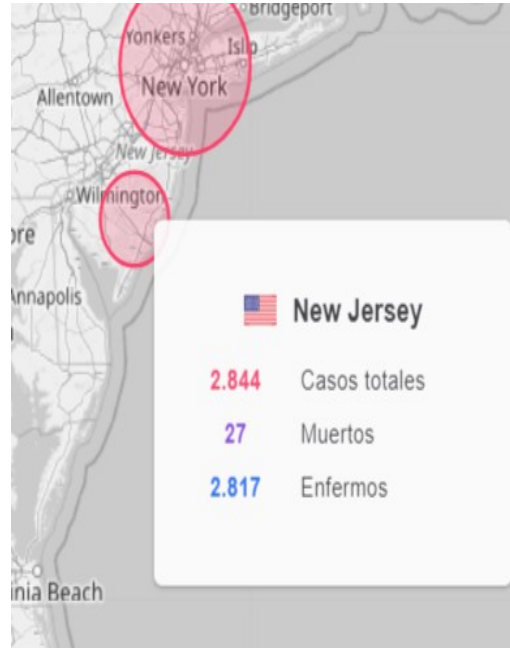 Bridgeport
Yonkers
Islip
New York
Allentown
New Jersey
Wilmington
ore
Annapolis
New Jersey
2.844 Casos totales
27 Muertos
2.817 Enfermos
inia Beach